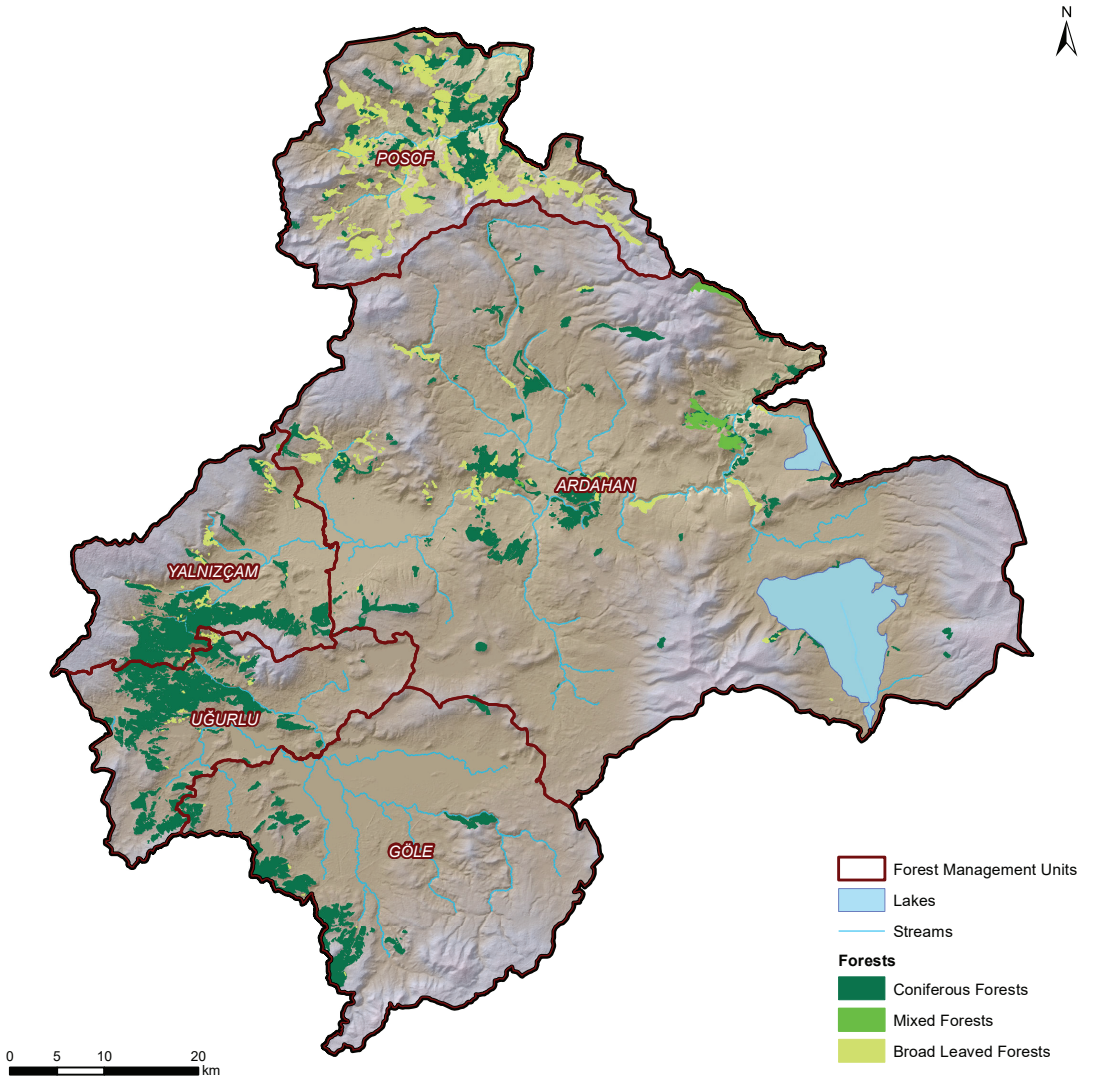 N
POSOF
ARDAHAN
YALNIZÇAM
UĞURLU
GÖLE
Forest Management Units
Lakes
Streams
Forests
Coniferous Forests
Mixed Forests
Broad Leaved Forests
0 5 10 20
km